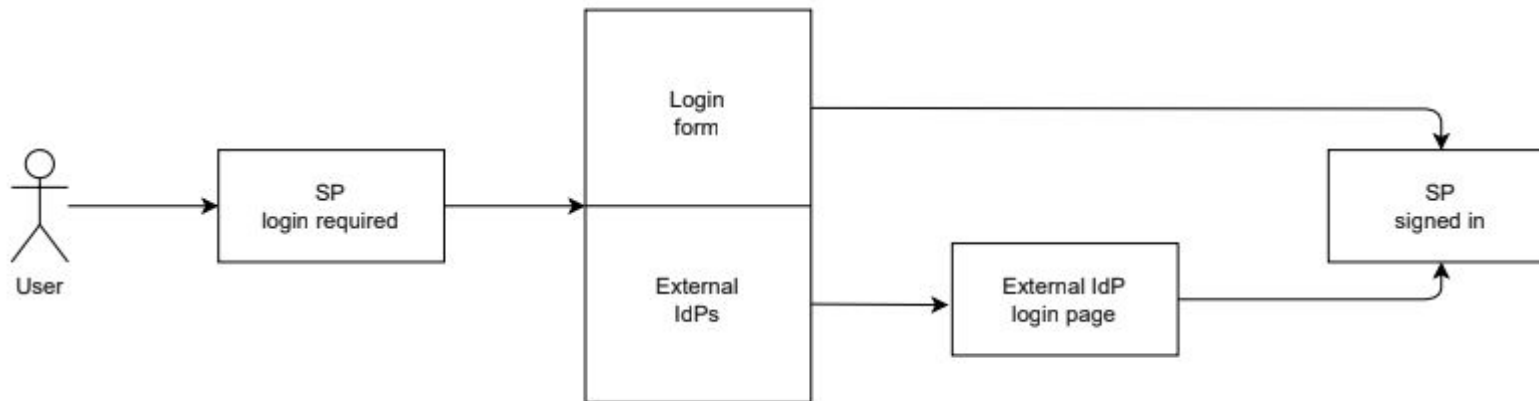 User
SP
login required
Login
form
External
IdPs
External IdP
login page
SP
signed in